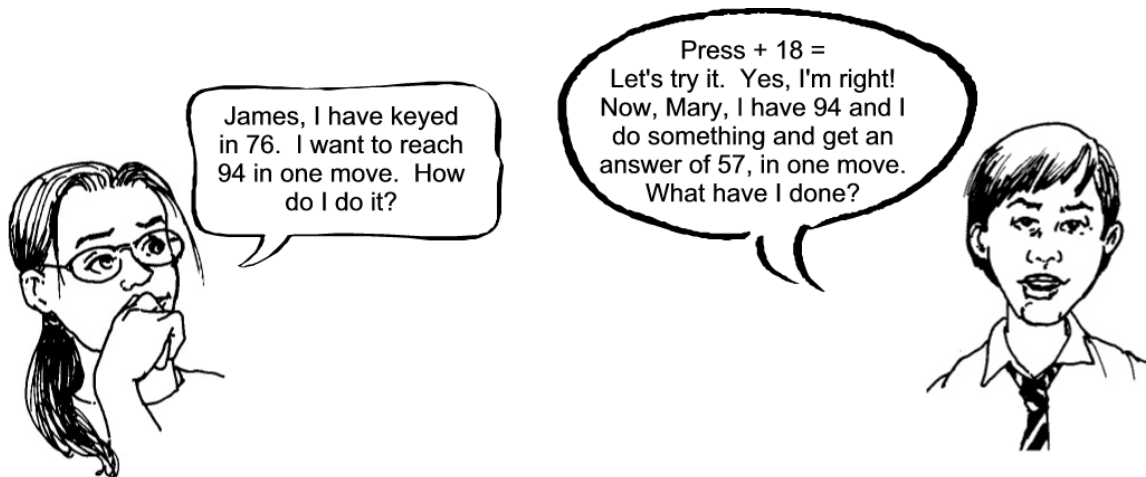 James, I have keyed
in 76.  I want to reach
94 in one move.  How
do I do it?
Press + 18 =
Let's try it.  Yes, I'm right!
Now, Mary, I have 94 and I
do something and get an
answer of 57, in one move.
What have I done?